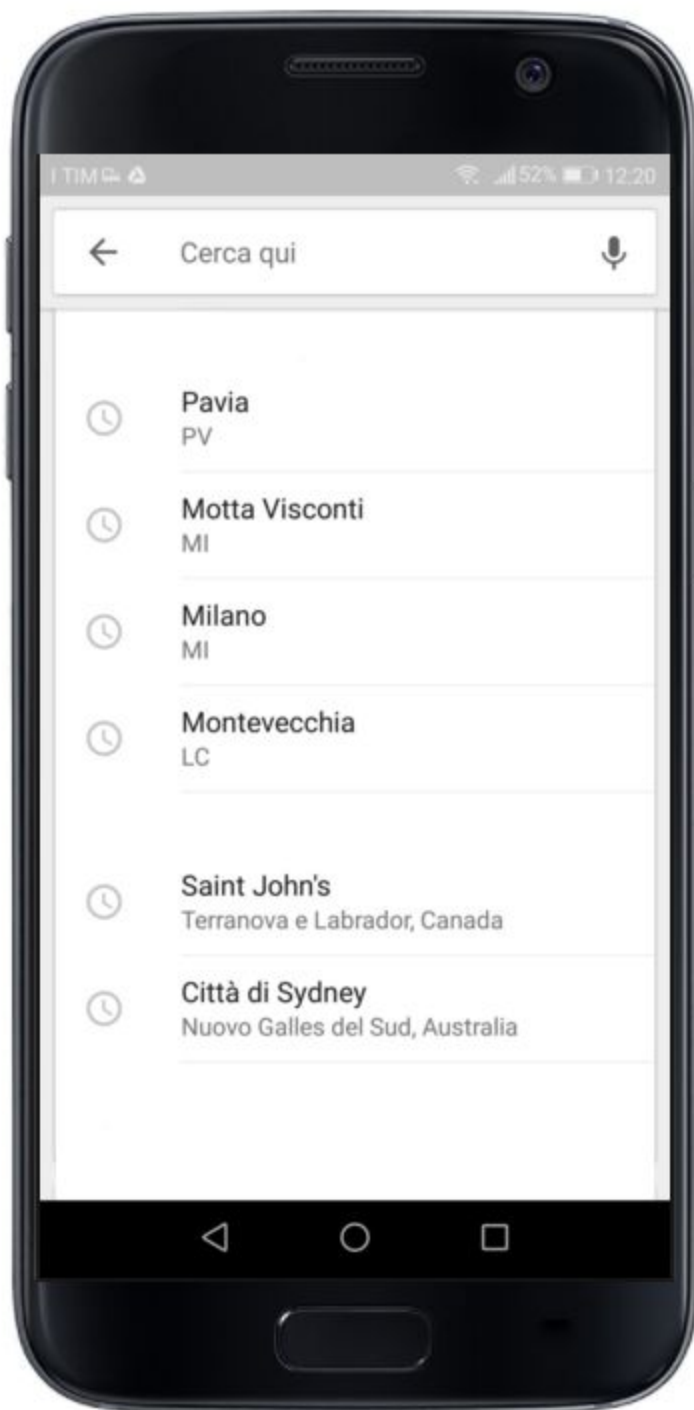 TIM 52% 12:20
Cerca qui
Pavia
PV
Motta Visconti
MI
Milano
MI
Montevecchia
LC
Saint John's
Terranova e Labrador, Canada
Città di Sydney
Nuovo Galles del Sud, Australia